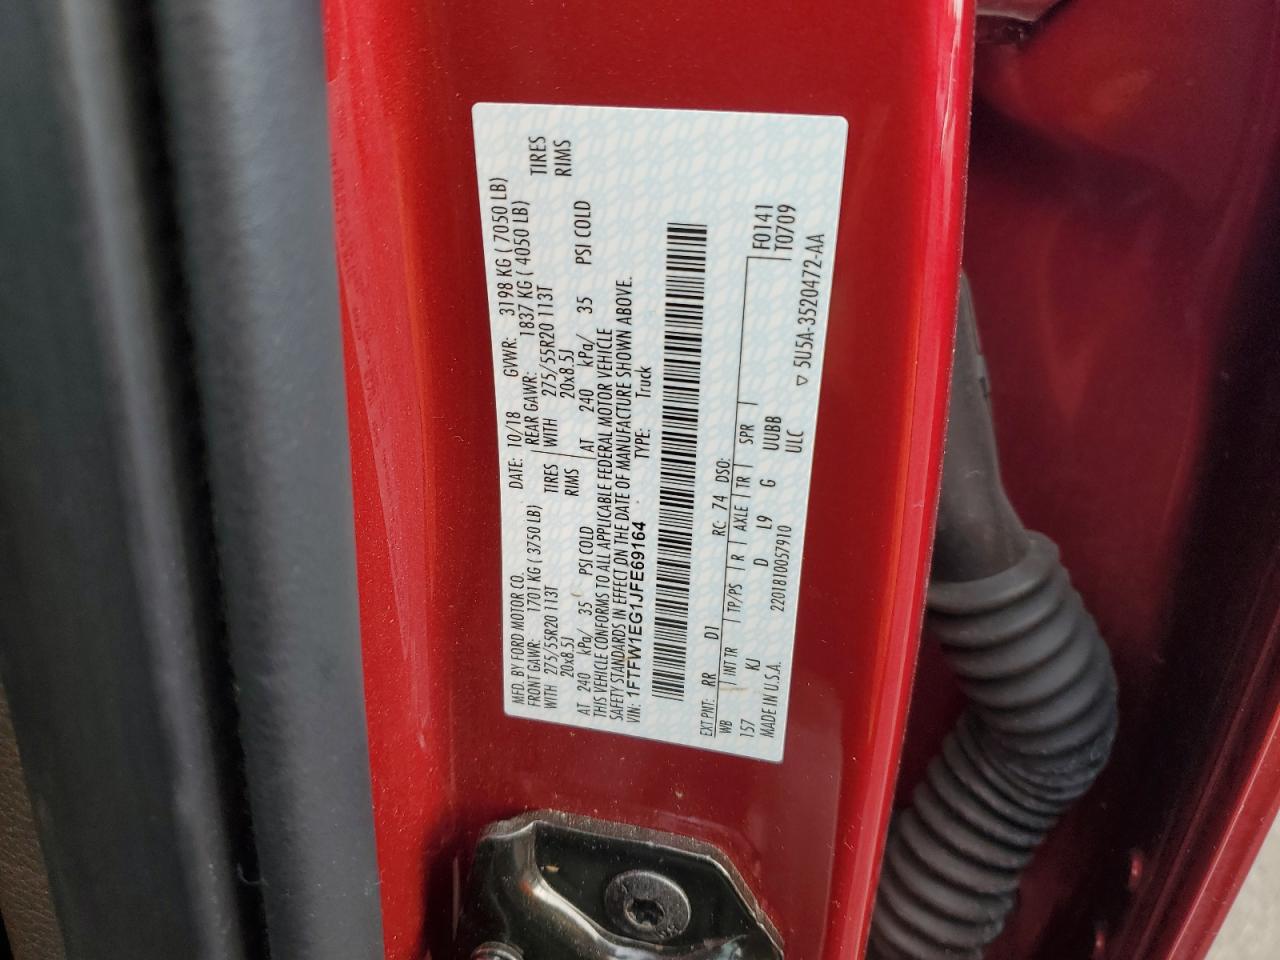 MFD. BY FORD MOTOR CO.
DATE: 10/18 GVWR: 3198 KG ( 7050 LB)
FRONT GAWR: 1701 KG ( 3750 LB)
REAR GAWR: 1837 KG ( 4050 LB)
WITH 275/55R20 113T TIRES
WITH 275/55R20 113T TIRES
20x8.5J RIMS
20x8.5J RIMS
AT 240 kPa/ 35 PSI COLD
AT 240 kPa/ 35 PSI COLD
THIS VEHICLE CONFORMS TO ALL APPLICABLE FEDERAL MOTOR VEHICLE
SAFETY STANDARDS IN EFFECT ON THE DATE OF MANUFACTURE SHOWN ABOVE.
VIN: 1FTFW1EG1JFE69164 TYPE: Truck
EXT PNT: RR D1 RC: 74 DSO: F0141
WB INT TR TP/PS R AXLE TR SPR T0709
157 KJ D L9 G UUBB
MADE IN U.S.A. 2201810057910 ULC ▽ 5U5A-3520472-AA